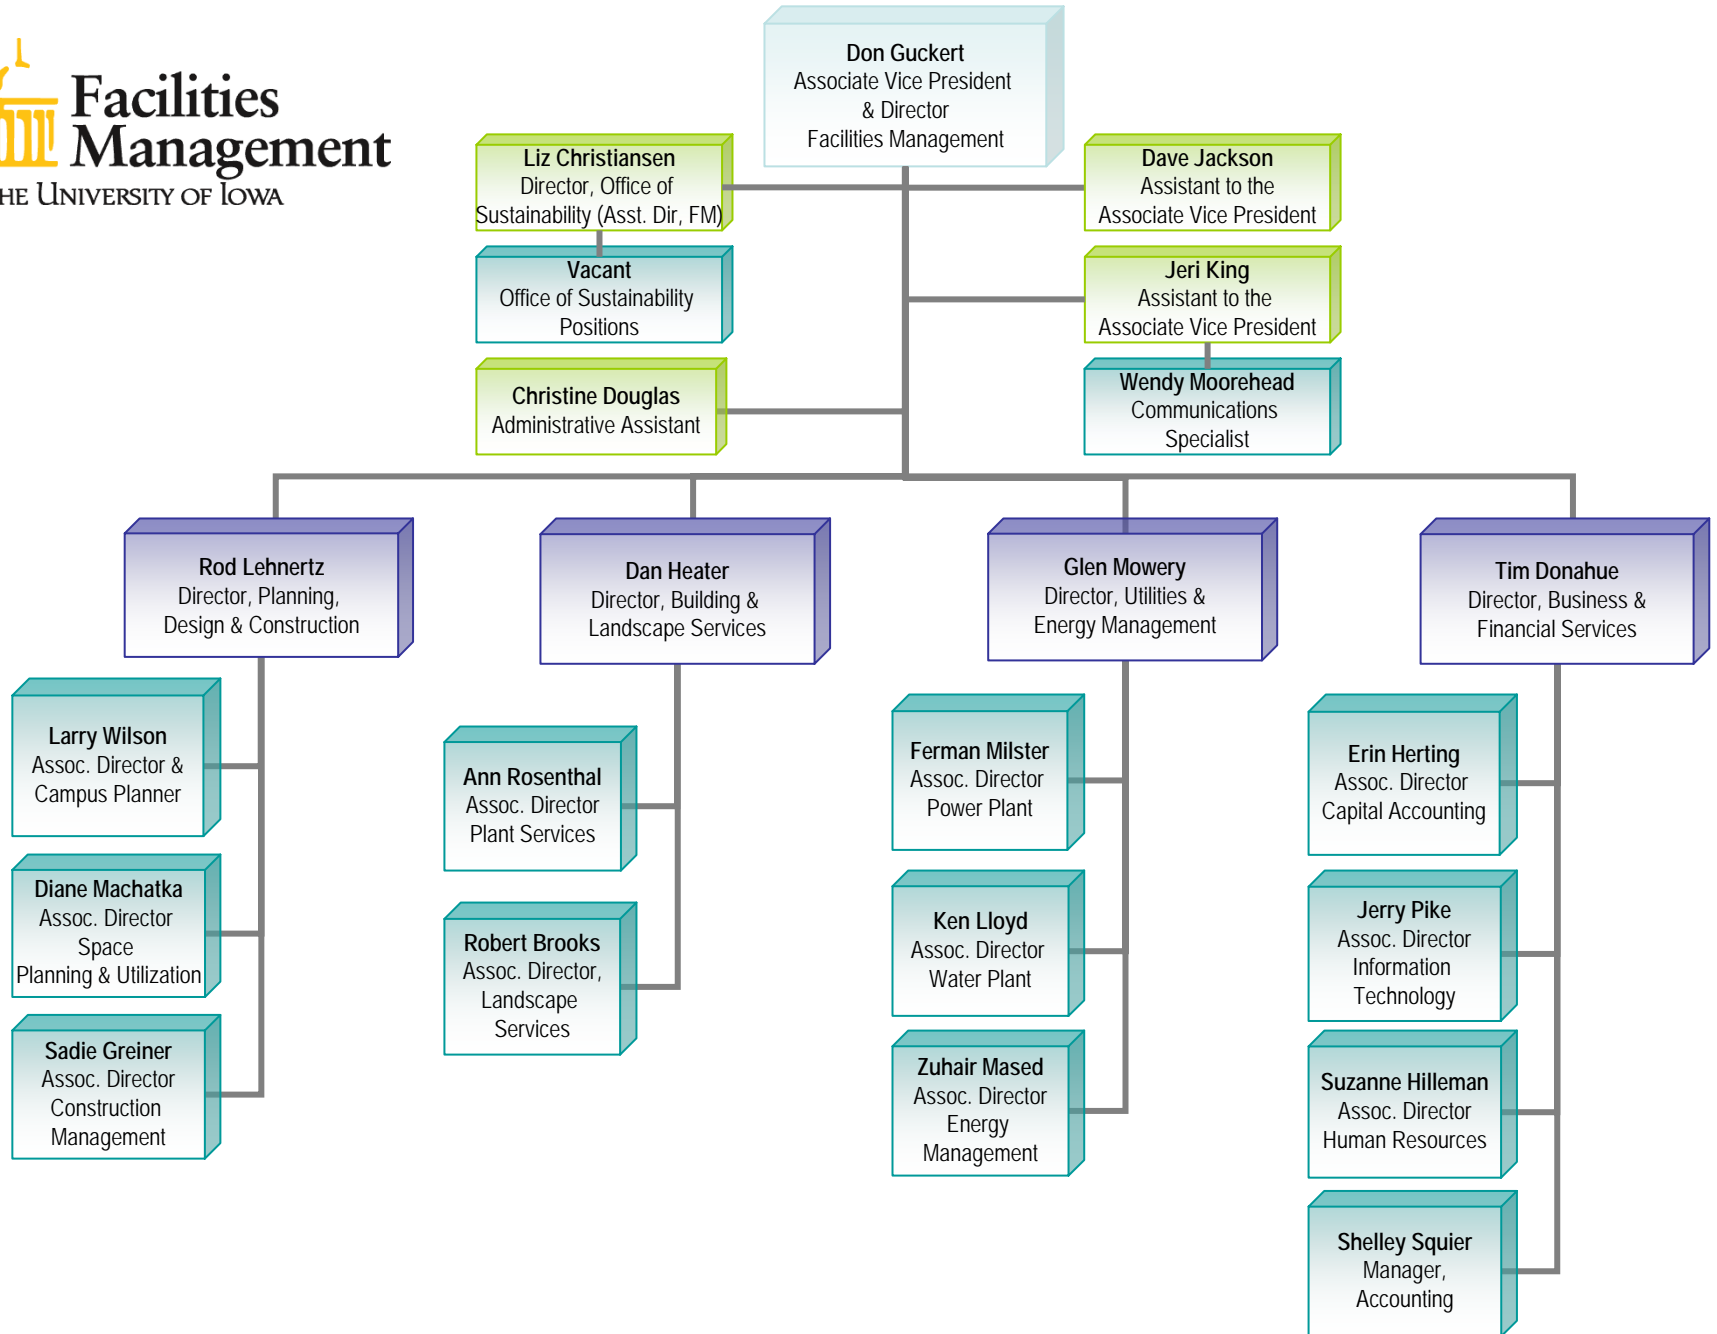 Facilities
Management
HE UNIVERSITY OF IOWA
Don Guckert
Associate Vice President
& Director
Facilities Management
Liz Christiansen
Director, Office of
Sustainability (Asst. Dir, FM)
Dave Jackson
Assistant to the
Associate Vice President
Vacant
Office of Sustainability
Positions
Jeri King
Assistant to the
Associate Vice President
Christine Douglas
Administrative Assistant
Wendy Moorehead
Communications
Specialist
Rod Lehnertz
Director, Planning,
Design & Construction
Dan Heater
Director, Building &
Landscape Services
Glen Mowery
Director, Utilities &
Energy Management
Tim Donahue
Director, Business &
Financial Services
Larry Wilson
Assoc. Director &
Campus Planner
Diane Machatka
Assoc. Director
Space
Planning & Utilization
Sadie Greiner
Assoc. Director
Construction
Management
Ann Rosenthal
Assoc. Director
Plant Services
Robert Brooks
Assoc. Director,
Landscape
Services
Ferman Milster
Assoc. Director
Power Plant
Ken Lloyd
Assoc. Director
Water Plant
Zuhair Mased
Assoc. Director
Energy
Management
Erin Herting
Assoc. Director
Capital Accounting
Jerry Pike
Assoc. Director
Information
Technology
Suzanne Hilleman
Assoc. Director
Human Resources
Shelley Squier
Manager,
Accounting